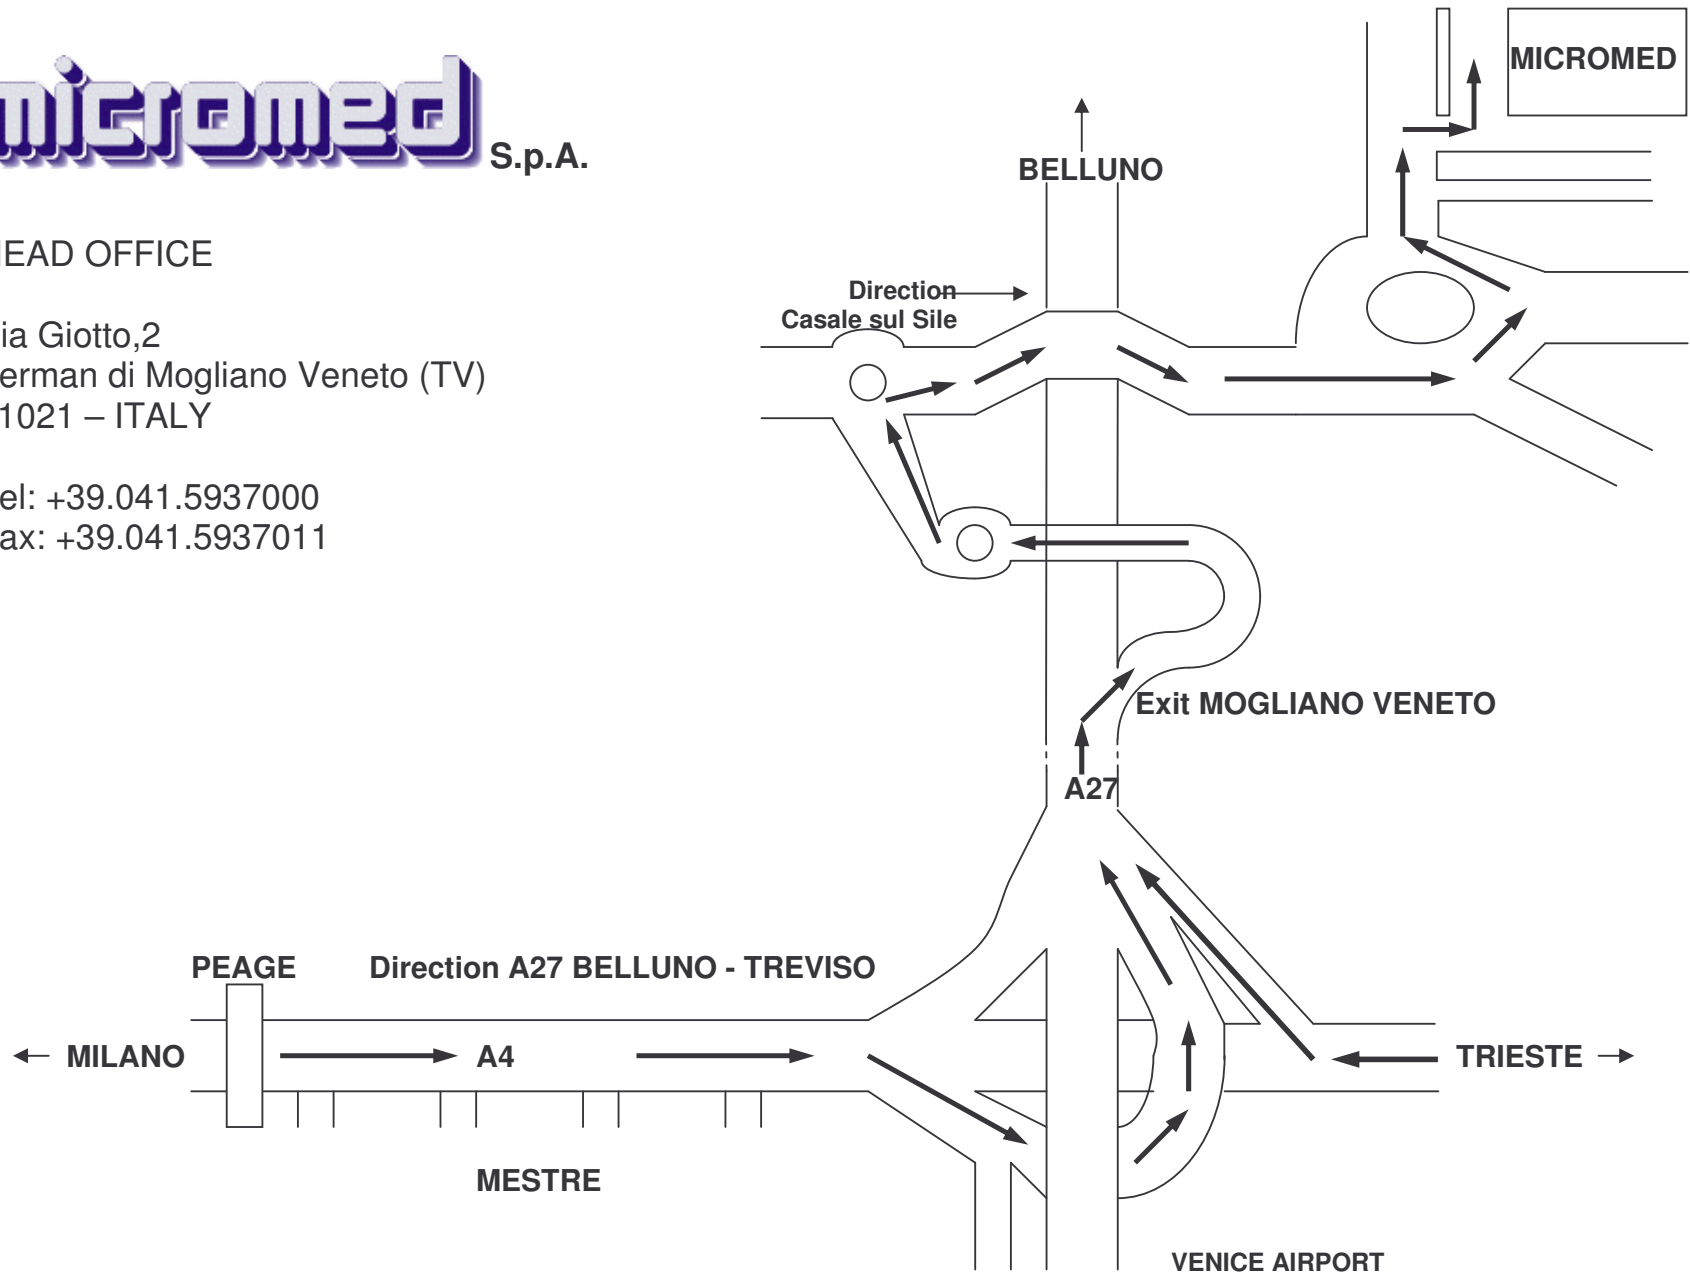 micromed S.p.A.
HEAD OFFICE
ia Giotto,2
erman di Mogliano Veneto (TV)
1021 – ITALY
el: +39.041.5937000
ax: +39.041.5937011
MICROMED
BELLUNO
Direction
Casale sul Sile
Exit MOGLIANO VENETO
A27
PEAGE
Direction A27 BELLUNO - TREVISO
MILANO
A4
TRIESTE
MESTRE
VENICE AIRPORT